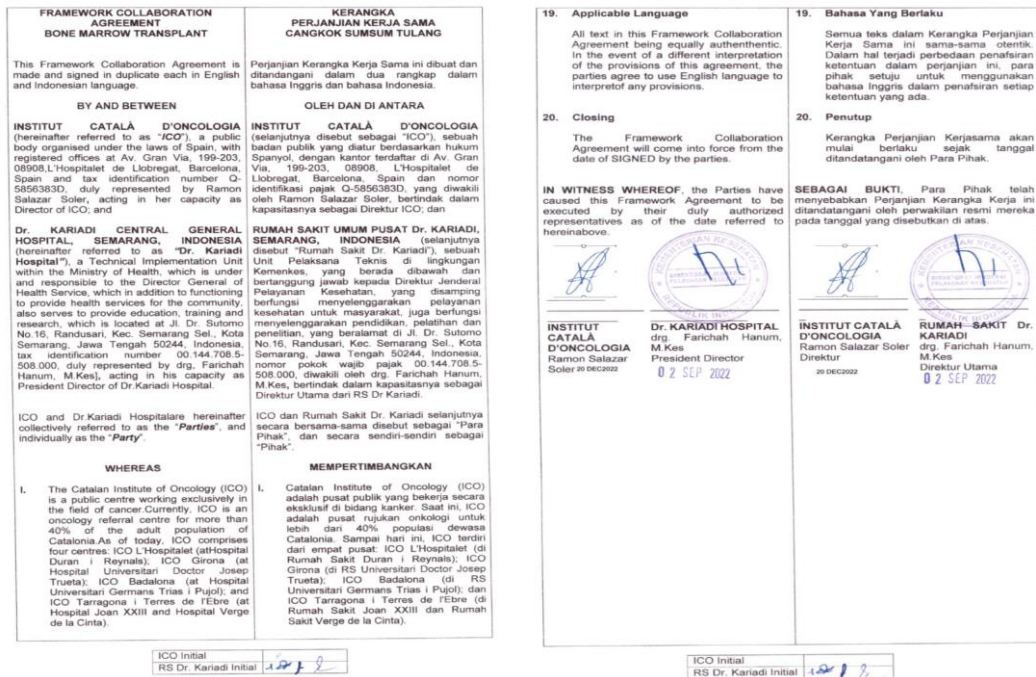 FRAMEWORK COLLABORATION
AGREEMENT
BONE MARROW TRANSPLANT
This Framework Collaboration Agreement is
made and signed in duplicate each in English
and Indonesian language.
BY AND BETWEEN
INSTITUT CATALÀ D'ONCOLOGIA
(hereinafter referred to as "ICO"), a public
body organised under the laws of Spain, with
registered offices at Av. Gran Via, 199-203,
08908,L'Hospitalet de Llobregat, Barcelona,
Spain and tax identification number Q-
5856383D, duly represented by Ramon
Salazar Soler, acting in her capacity as
Director of ICO; and
Dr. KARIADI CENTRAL GENERAL
HOSPITAL, SEMARANG, INDONESIA
(hereinafter referred to as "Dr. Kariadi
Hospital"), a Technical Implementation Unit
within the Ministry of Health, which is under
and responsible to the Director General of
Health Service, which in addition to functioning
to provide health services for the community,
also serves to provide education, training and
research, which is located at Jl. Dr. Sutomo
No.16, Randusari, Kec. Semarang Sel., Kota
Semarang, Jawa Tengah 50244, Indonesia,
tax identification number 00.144.708.5-
508.000, duly represented by drg, Farichah
Hanum, M.Kes], acting in his capacity as
President Director of Dr.Kariadi Hospital.
ICO and Dr.Kariadi Hospitalare hereinafter
collectively referred to as the "Parties", and
individually as the "Party".
WHEREAS
I. The Catalan Institute of Oncology (ICO)
is a public centre working exclusively in
the field of cancer.Currently, ICO is an
oncology referral centre for more than
40% of the adult population of
Catalonia.As of today, ICO comprises
four centres: ICO L'Hospitalet (atHospital
Duran i Reynals); ICO Girona (at
Hospital Universitari Doctor Josep
Trueta); ICO Badalona (at Hospital
Universitari Germans Trias i Pujol); and
ICO Tarragona i Terres de l'Ebre (at
Hospital Joan XXIII and Hospital Verge
de la Cinta).
KERANGKA
PERJANJIAN KERJA SAMA
CANGKOK SUMSUM TULANG
Perjanjian Kerangka Kerja Sama ini dibuat dan
ditandangani dalam dua rangkap dalam
bahasa Inggris dan bahasa Indonesia.
OLEH DAN DI ANTARA
INSTITUT CATALÀ D'ONCOLOGIA
(selanjutnya disebut sebagai "ICO"), sebuah
badan publik yang diatur berdasarkan hukum
Spanyol, dengan kantor terdaftar di Av. Gran
Via, 199-203, 08908, L'Hospitalet de
Llobregat, Barcelona, Spain dan nomor
identifikasi pajak Q-5856383D, yang diwakili
oleh Ramon Salazar Soler, bertindak dalam
kapasitasnya sebagai Direktur ICO; dan
RUMAH SAKIT UMUM PUSAT Dr. KARIADI,
SEMARANG, INDONESIA (selanjutnya
disebut "Rumah Sakit Dr. Kariadi"), sebuah
Unit Pelaksana Teknis di lingkungan
Kemenkes, yang berada dibawah dan
bertanggung jawab kepada Direktur Jenderal
Pelayanan Kesehatan, yang disamping
berfungsi menyelenggarakan pelayanan
kesehatan untuk masyarakat, juga berfungsi
menyelenggarakan pendidikan, pelatihan dan
penelitian, yang beralamat di Jl. Dr. Sutomo
No.16, Randusari, Kec. Semarang Sel., Kota
Semarang, Jawa Tengah 50244, Indonesia,
nomor pokok wajib pajak 00.144.708.5-
508.000, diwakili oleh drg. Farichah Hanum,
M.Kes, bertindak dalam kapasitasnya sebagai
Direktur Utama dari RS Dr Kariadi.
ICO dan Rumah Sakit Dr. Kariadi selanjutnya
secara bersama-sama disebut sebagai "Para
Pihak", dan secara sendiri-sendiri sebagai
"Pihak".
MEMPERTIMBANGKAN
I. Catalan Institute of Oncology (ICO)
adalah pusat publik yang bekerja secara
eksklusif di bidang kanker. Saat ini, ICO
adalah pusat rujukan onkologi untuk
lebih dari 40% populasi dewasa
Catalonia. Sampai hari ini, ICO terdiri
dari empat pusat: ICO L'Hospitalet (di
Rumah Sakit Duran i Reynals); ICO
Girona (di RS Universitari Doctor Josep
Trueta); ICO Badalona (di RS
Universitari Germans Trias i Pujol); dan
ICO Tarragona i Terres de l'Ebre (di
Rumah Sakit Joan XXIII dan Rumah
Sakit Verge de la Cinta).
ICO Initial
RS Dr. Kariadi Initial
19. Applicable Language
All text in this Framework Collaboration
Agreement being equally authenthentic.
In the event of a different interpretation
of the provisions of this agreement, the
parties agree to use English language to
interpretof any provisions.
20. Closing
The Framework Collaboration
Agreement will come into force from the
date of SIGNED by the parties.
IN WITNESS WHEREOF, the Parties have
caused this Framework Agreement to be
executed by their duly authorized
representatives as of the date referred to
hereinabove.
INSTITUT
CATALÀ
D'ONCOLOGIA
Ramon Salazar
Soler 20 DEC2022
KEMENTERIAN KESEHATAN
REPUBLIK INDONESIA
Dr. KARIADI HOSPITAL
drg. Farichah Hanum,
M.Kes
President Director
02 SEP 2022
19. Bahasa Yang Berlaku
Semua teks dalam Kerangka Perjanjian
Kerja Sama ini sama-sama otentik.
Dalam hal terjadi perbedaan penafsiran
ketentuan dalam perjanjian ini, para
pihak setuju untuk menggunakan
bahasa Inggris dalam penafsiran setiap
ketentuan yang ada.
20. Penutup
Kerangka Perjanjian Kerjasama akan
mulai berlaku sejak tanggal
ditandatangani oleh Para Pihak.
SEBAGAI BUKTI, Para Pihak telah
menyebabkan Perjanjian Kerangka Kerja ini
ditandatangani oleh perwakilan resmi mereka
pada tanggal yang disebutkan di atas.
INSTITUT CATALÀ
D'ONCOLOGIA
Ramon Salazar Soler
Direktur
20 DEC2022
RUMAH SAKIT Dr.
KARIADI
drg. Farichah Hanum,
M.Kes
Direktur Utama
02 SEP 2022
ICO Initial
RS Dr. Kariadi Initial